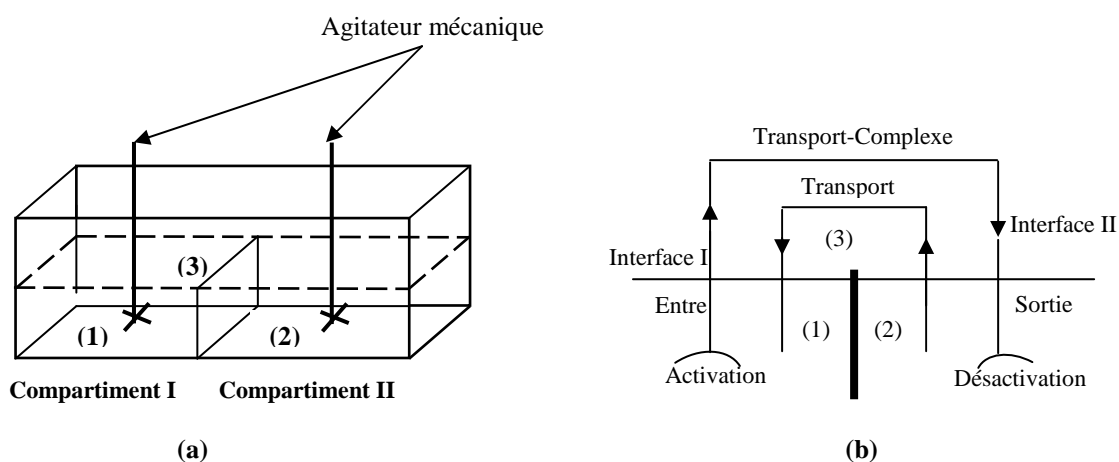 Agitateur mécanique
(3)
(1)
(2)
Compartiment I
Compartiment II
(a)
Transport-Complexe
Transport
(3)
Interface II
Interface I
Entre
Sortie
(1)
(2)
Activation
Désactivation
(b)